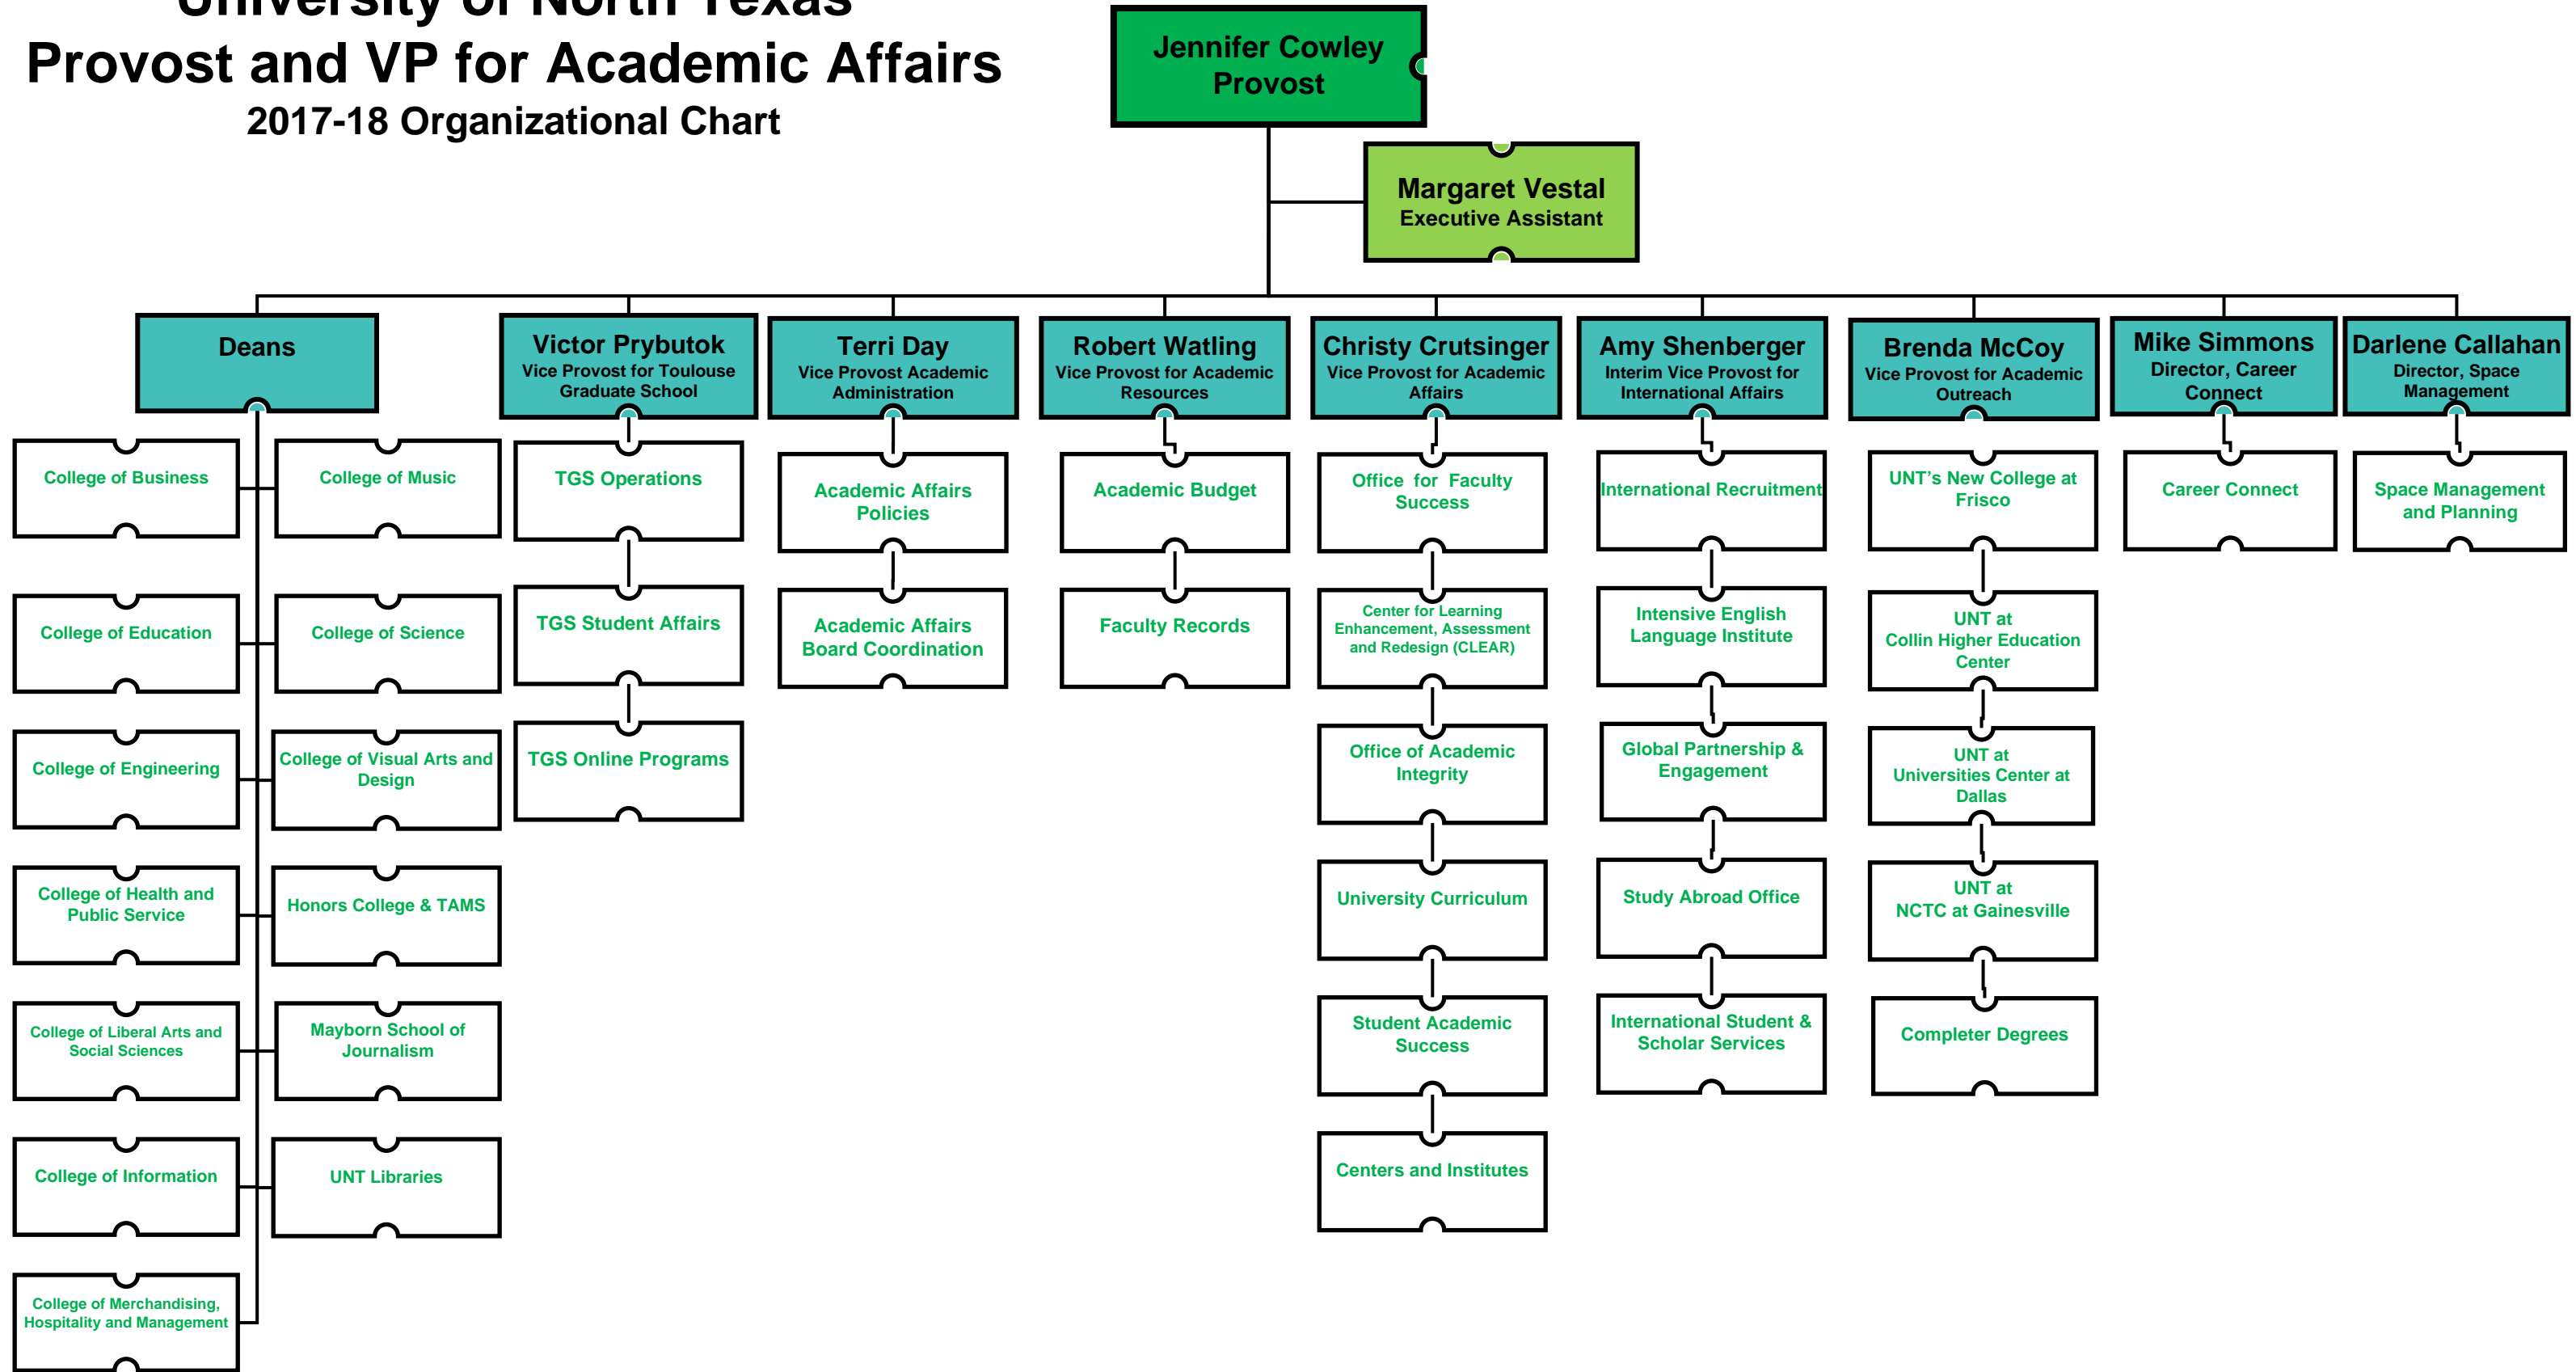 University of North Texas
Provost and VP for Academic Affairs
2017-18 Organizational Chart
Jennifer Cowley
Provost
Margaret Vestal
Executive Assistant
Deans
Victor Prybutok
Vice Provost for Toulouse
Graduate School
Terri Day
Vice Provost Academic
Administration
Robert Watling
Vice Provost for Academic
Resources
Christy Crutsinger
Vice Provost for Academic
Affairs
Amy Shenberger
Interim Vice Provost for
International Affairs
Brenda McCoy
Vice Provost for Academic
Outreach
Mike Simmons
Director, Career
Connect
Darlene Callahan
Director, Space
Management
College of Business
College of Music
College of Education
College of Science
College of Engineering
College of Visual Arts and
Design
College of Health and
Public Service
Honors College & TAMS
College of Liberal Arts and
Social Sciences
Mayborn School of
Journalism
College of Information
UNT Libraries
College of Merchandising,
Hospitality and Management
TGS Operations
TGS Student Affairs
TGS Online Programs
Academic Affairs
Policies
Academic Affairs
Board Coordination
Academic Budget
Faculty Records
Office for Faculty
Success
Center for Learning
Enhancement, Assessment
and Redesign (CLEAR)
Office of Academic
Integrity
University Curriculum
Student Academic
Success
Centers and Institutes
International Recruitment
Intensive English
Language Institute
Global Partnership &
Engagement
Study Abroad Office
International Student &
Scholar Services
UNT's New College at
Frisco
UNT at
Collin Higher Education
Center
UNT at
Universities Center at
Dallas
UNT at
NCTC at Gainesville
Completer Degrees
Career Connect
Space Management
and Planning